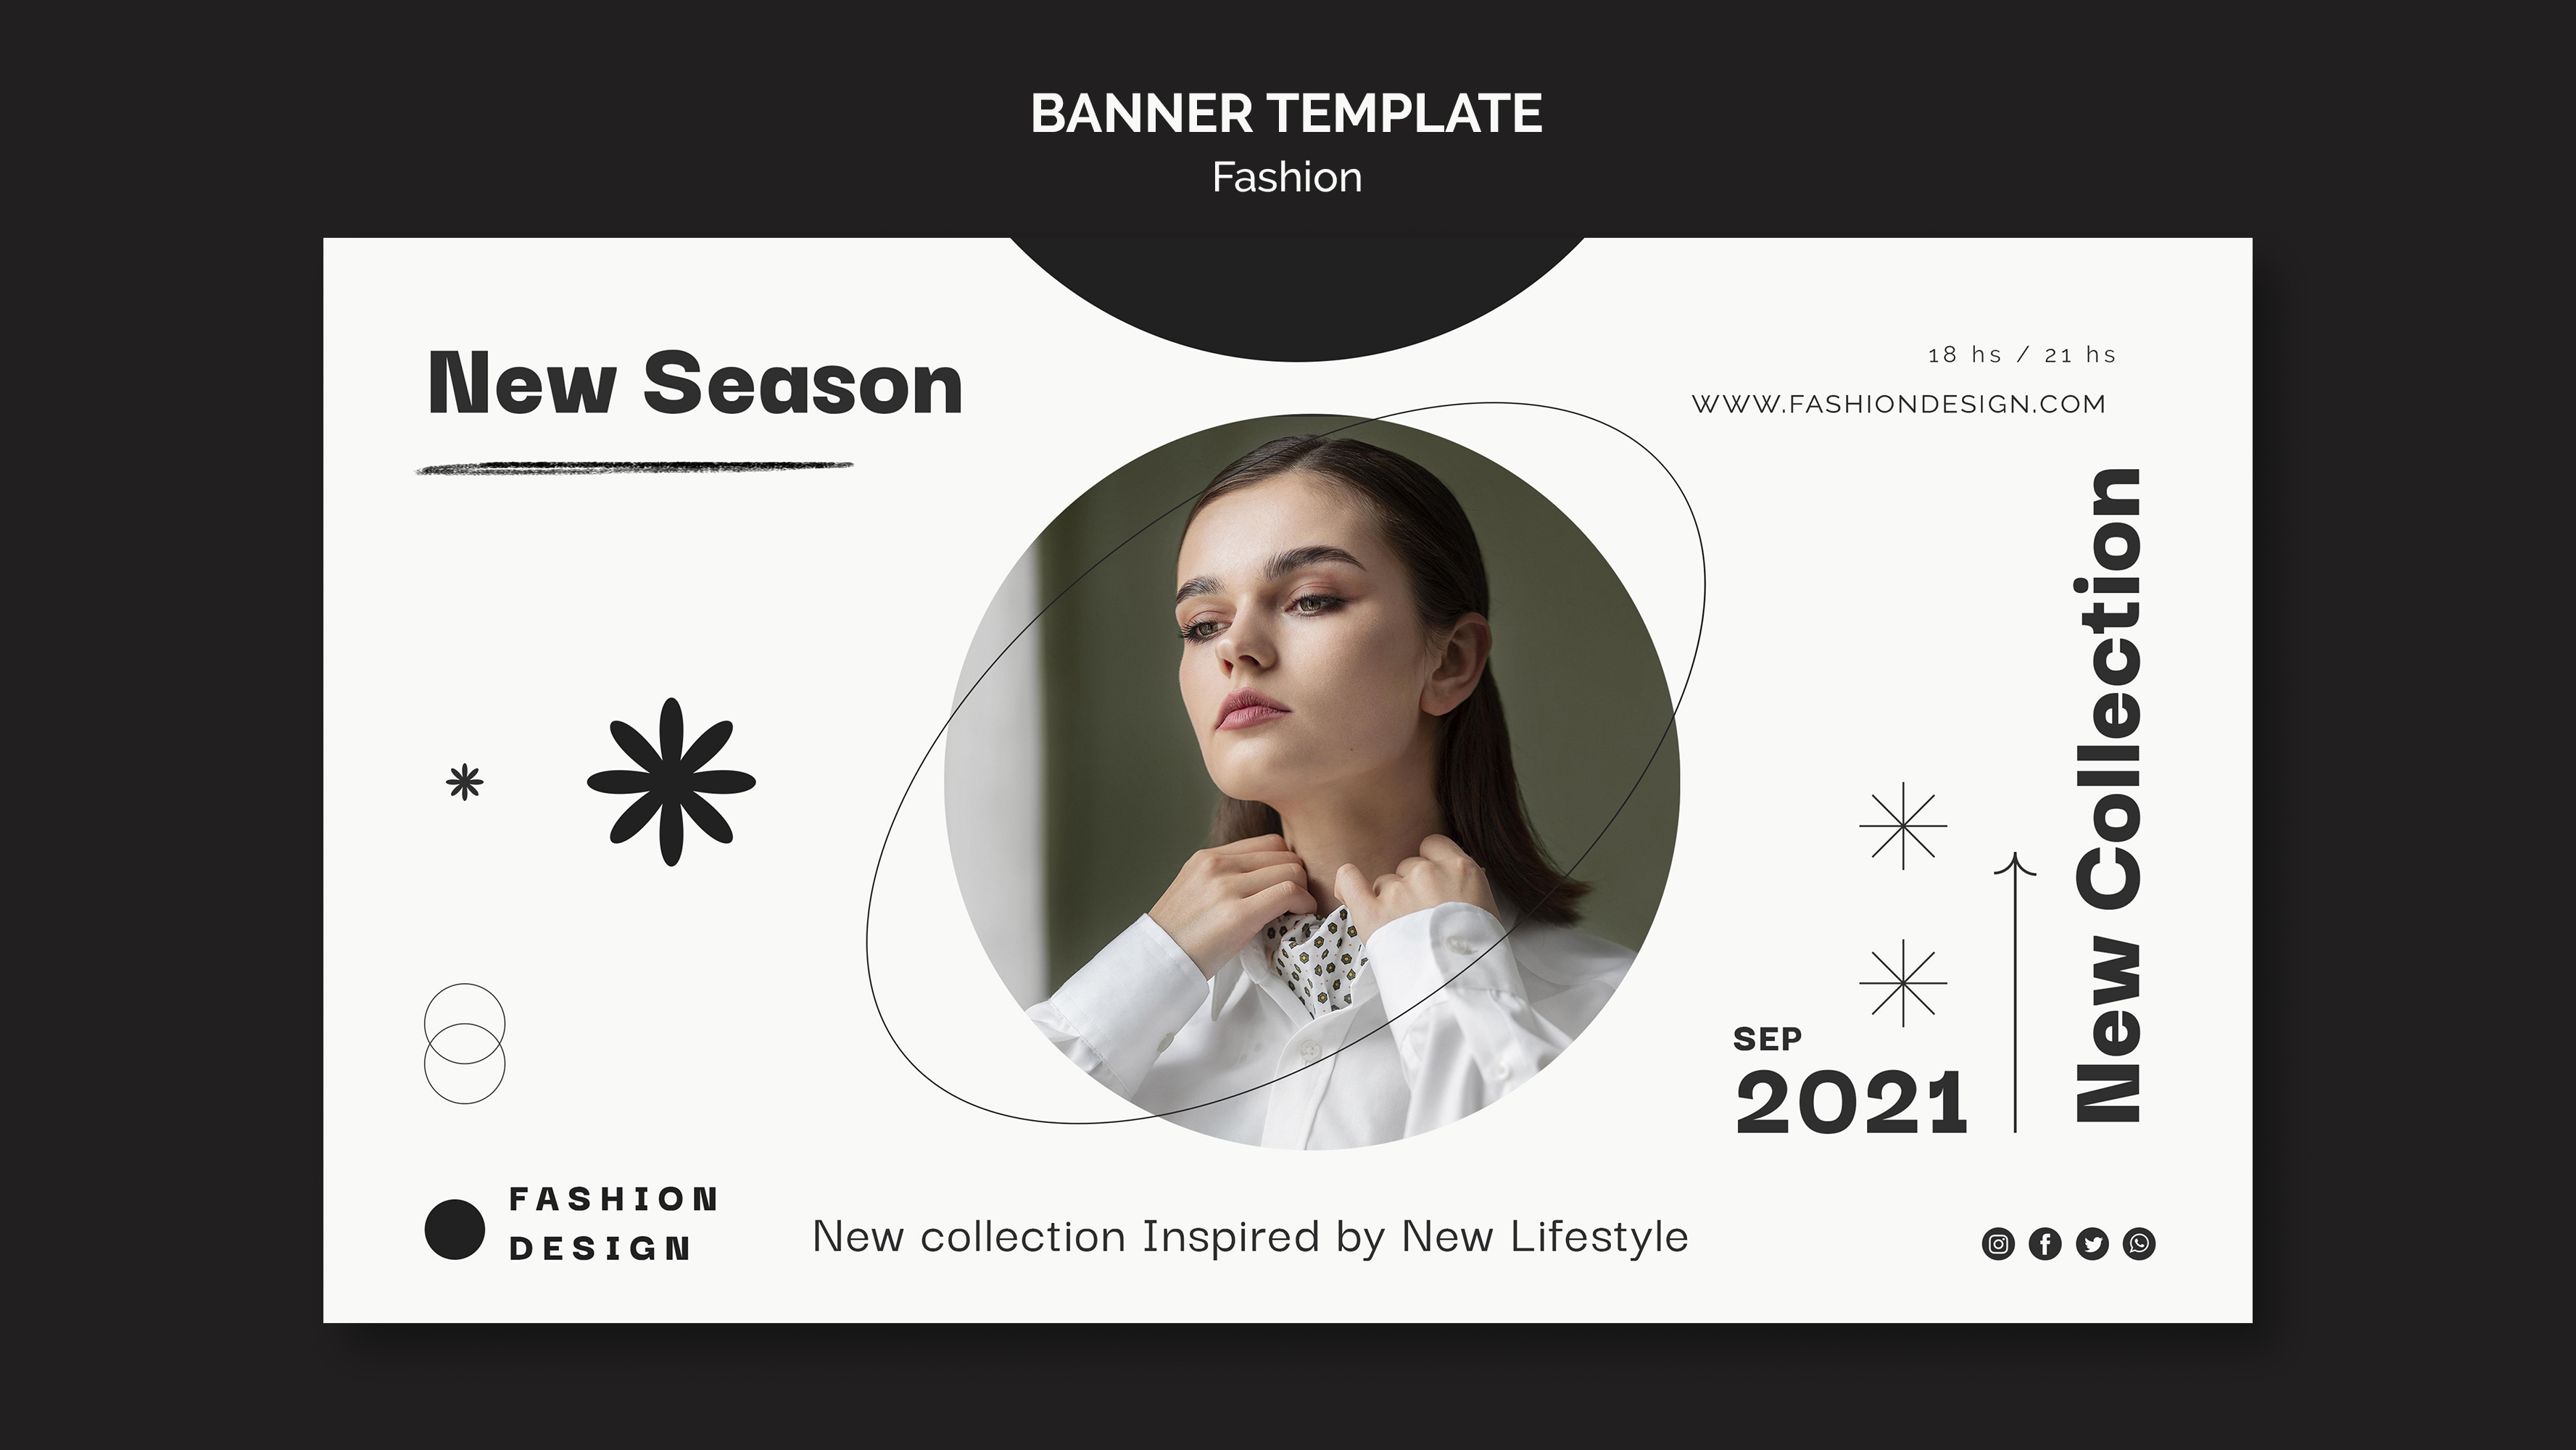 BANNER TEMPLATE
Fashion
New Season
18 hs / 21 hs
WWW.FASHIONDESIGN.COM
New Collection
SEP
2021
FASHION
DESIGN
New collection Inspired by New Lifestyle